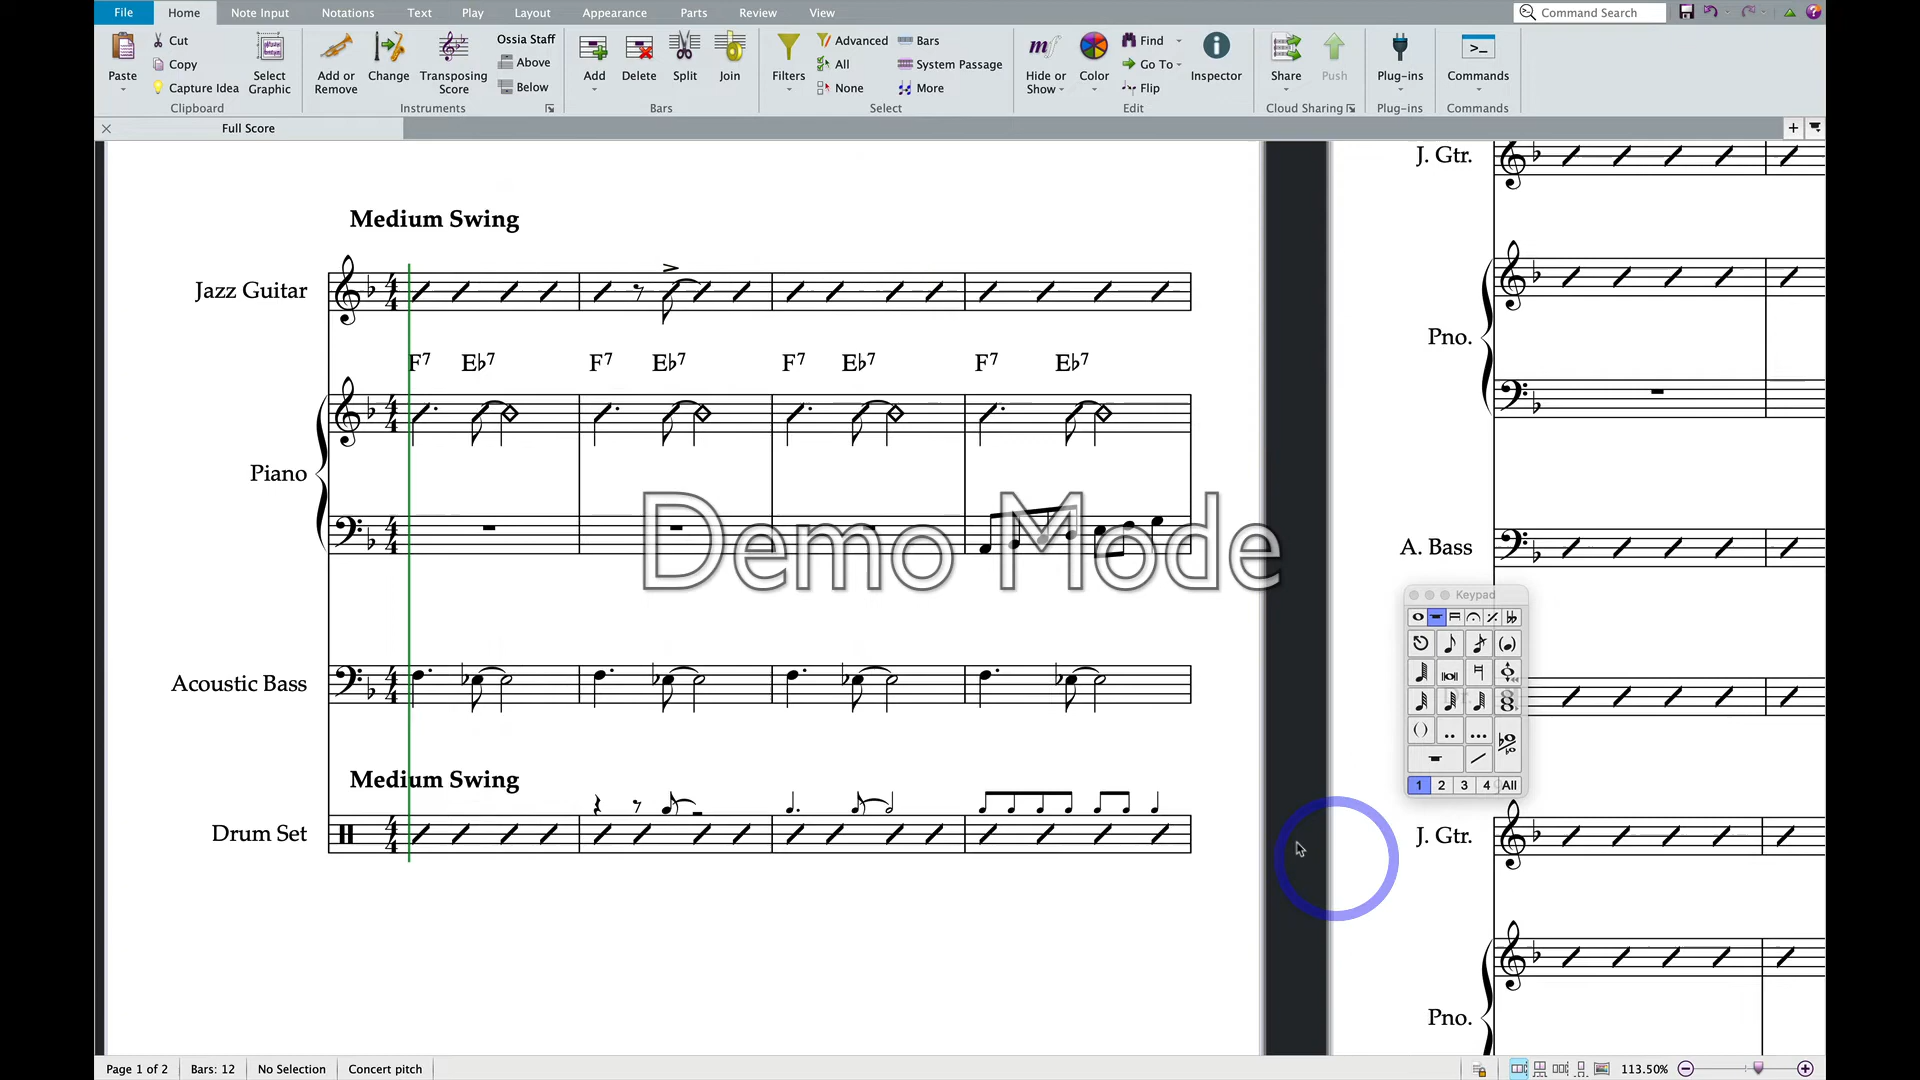 File Home Note Input Notations Text Play Layout Appearance Parts Review View Command Search
Paste Cut Copy Capture Idea Select Graphic
Clipboard
Add or Remove Change Transposing Score Ossia Staff Above Below
Instruments
Add Delete Split Join
Bars
Filters Advanced All None Bars System Passage More
Select
Hide or Show Color Find Go To Flip Inspector
Edit
Share Push
Cloud Sharing
Plug-ins
Plug-ins
Commands
Commands
Full Score
Medium Swing
Jazz Guitar
F7 E♭7 F7 E♭7 F7 E♭7 F7 E♭7
Piano
Acoustic Bass
Medium Swing
Drum Set
Demo Mode
J. Gtr.
Pno.
A. Bass
Keypad
1 2 3 4 All
J. Gtr.
Pno.
Page 1 of 2 Bars: 12 No Selection Concert pitch 113.50%